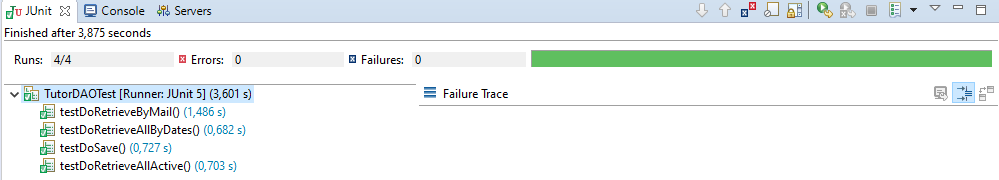 JUnit Console Servers
Finished after 3,875 seconds
Runs: 4/4 Errors: 0 Failures: 0
TutorDAOTest [Runner: JUnit 5] (3,601 s) Failure Trace
testDoRetrieveByMail() (1,486 s)
testDoRetrieveAllByDates() (0,682 s)
testDoSave() (0,727 s)
testDoRetrieveAllActive() (0,703 s)